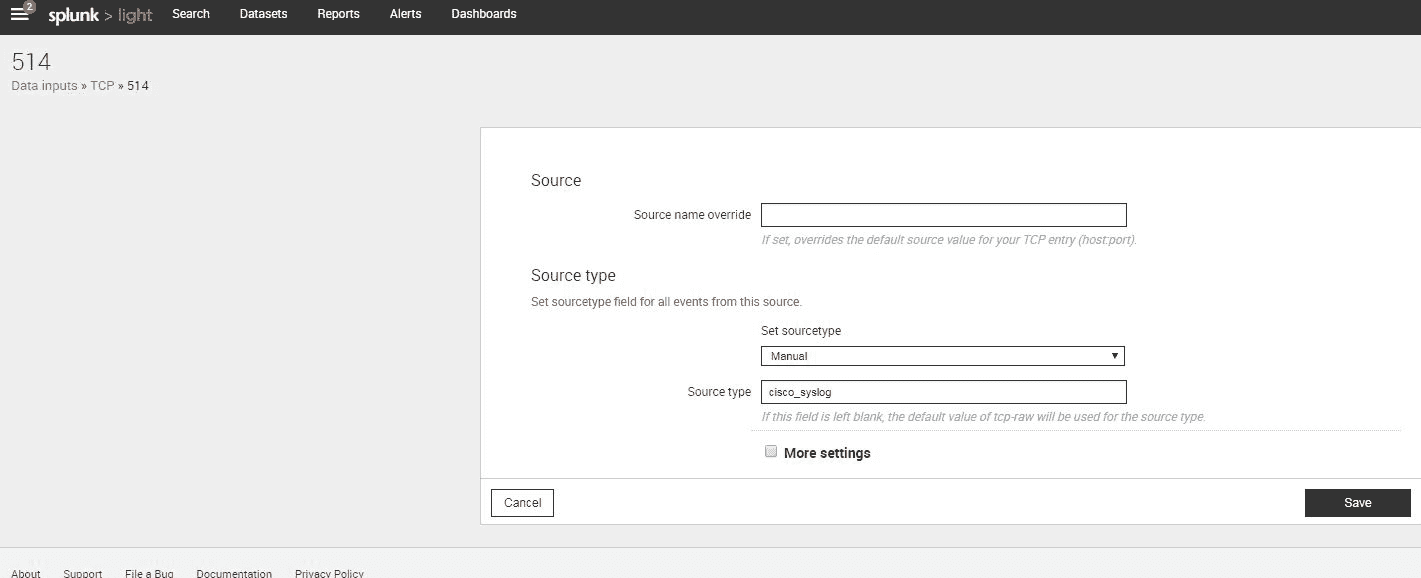 2
splunk > light Search Datasets Reports Alerts Dashboards
514
Data inputs » TCP » 514
Source
Source name override
If set, overrides the default source value for your TCP entry (host:port).
Source type
Set sourcetype field for all events from this source.
Set sourcetype
Manual
Source type cisco_syslog
If this field is left blank, the default value of tcp-raw will be used for the source type.
More settings
Cancel Save
About Support File a Bug Documentation Privacy Policy